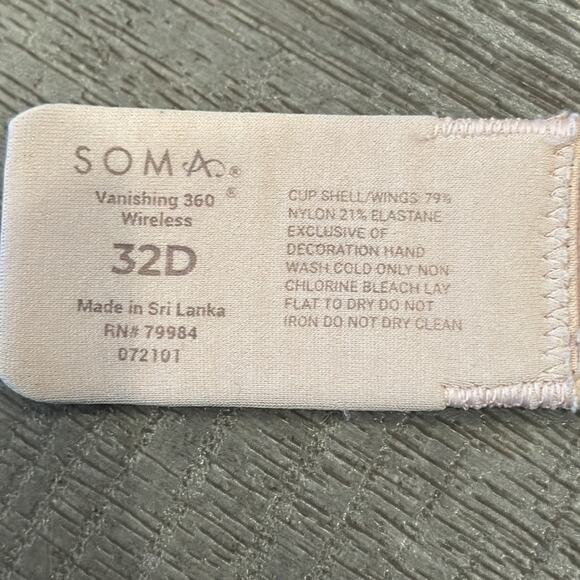 SOMA®
Vanishing 360®
Wireless
32D
Made in Sri Lanka
RN# 79984
072101
CUP SHELL/WINGS: 79%
NYLON 21% ELASTANE
EXCLUSIVE OF
DECORATION HAND
WASH COLD ONLY NON-
CHLORINE BLEACH LAY
FLAT TO DRY DO NOT
IRON DO NOT DRY CLEAN